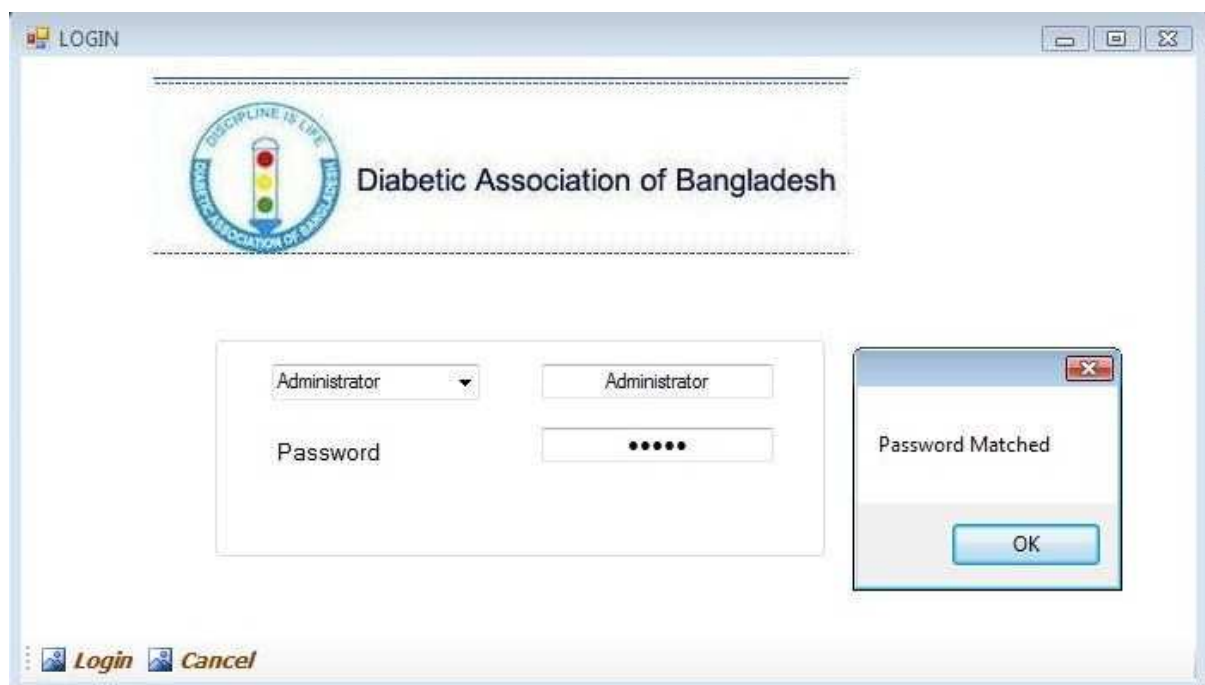 LOGIN
DISCIPLINE IS LIFE
DIABETIC ASSOCIATION OF BANGLADESH
Diabetic Association of Bangladesh
Administrator
Administrator
Password
•••••
Password Matched
OK
Login
Cancel